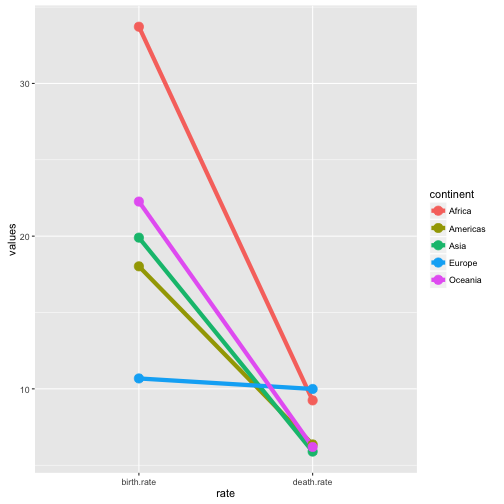 values
30
20
10
birth.rate
death.rate
rate
continent
Africa
Americas
Asia
Europe
Oceania